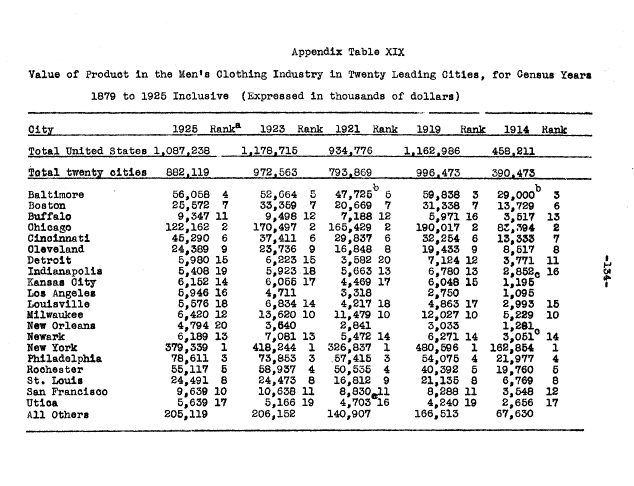 Appendix Table XIX
Value of Product in the Men's Clothing Industry in Twenty Leading Cities, for Census Years
1879 to 1925 Inclusive (Expressed in thousands of dollars)
City 1925 Rank a 1923 Rank 1921 Rank 1919 Rank 1914 Rank
Total United States 1,087,238 1,178,715 934,776 1,162,986 458,211
Total twenty cities 882,119 972,563 793,869 996,473 390,473
Baltimore 56,058 4 52,664 5 47,725 b 5 59,838 3 29,000 b 3
Boston 25,572 7 33,359 7 20,669 7 31,338 7 13,729 6
Buffalo 9,347 11 9,498 12 7,188 12 5,971 16 3,517 13
Chicago 122,162 2 170,497 2 165,429 2 190,017 2 83,394 2
Cincinnati 45,290 6 37,411 6 29,837 6 32,254 6 13,333 7
Cleveland 24,389 9 23,736 9 16,848 8 19,433 9 8,517 8
Detroit 5,980 15 6,223 15 3,582 20 7,124 12 3,771 11
Indianapolis 5,408 19 5,923 18 5,663 13 6,780 13 2,852 16
Kansas City 6,152 14 6,055 17 4,469 17 6,048 15 1,195 c
Los Angeles 5,946 16 4,711 3,318 2,750 1,095
Louisville 5,576 18 6,834 14 4,217 18 4,863 17 2,993 15
Milwaukee 6,420 12 13,620 10 11,479 10 12,027 10 5,229 10
New Orleans 4,794 20 3,640 2,841 3,033 1,281
Newark 6,189 13 7,081 13 5,472 14 6,271 14 3,051 c 14
New York 379,339 1 418,244 1 326,837 1 480,596 1 162,854 1
Philadelphia 78,611 3 73,853 3 57,415 3 54,075 4 21,977 4
Rochester 55,117 5 58,937 4 50,535 4 40,392 5 19,760 5
St. Louis 24,491 8 24,473 8 16,812 9 21,135 8 6,769 8
San Francisco 9,639 10 10,638 11 8,830 11 8,288 11 3,548 12
Utica 5,639 17 5,166 19 4,703 16 4,240 19 2,656 17
All Others 205,119 206,152 140,907 166,513 67,630
-134-